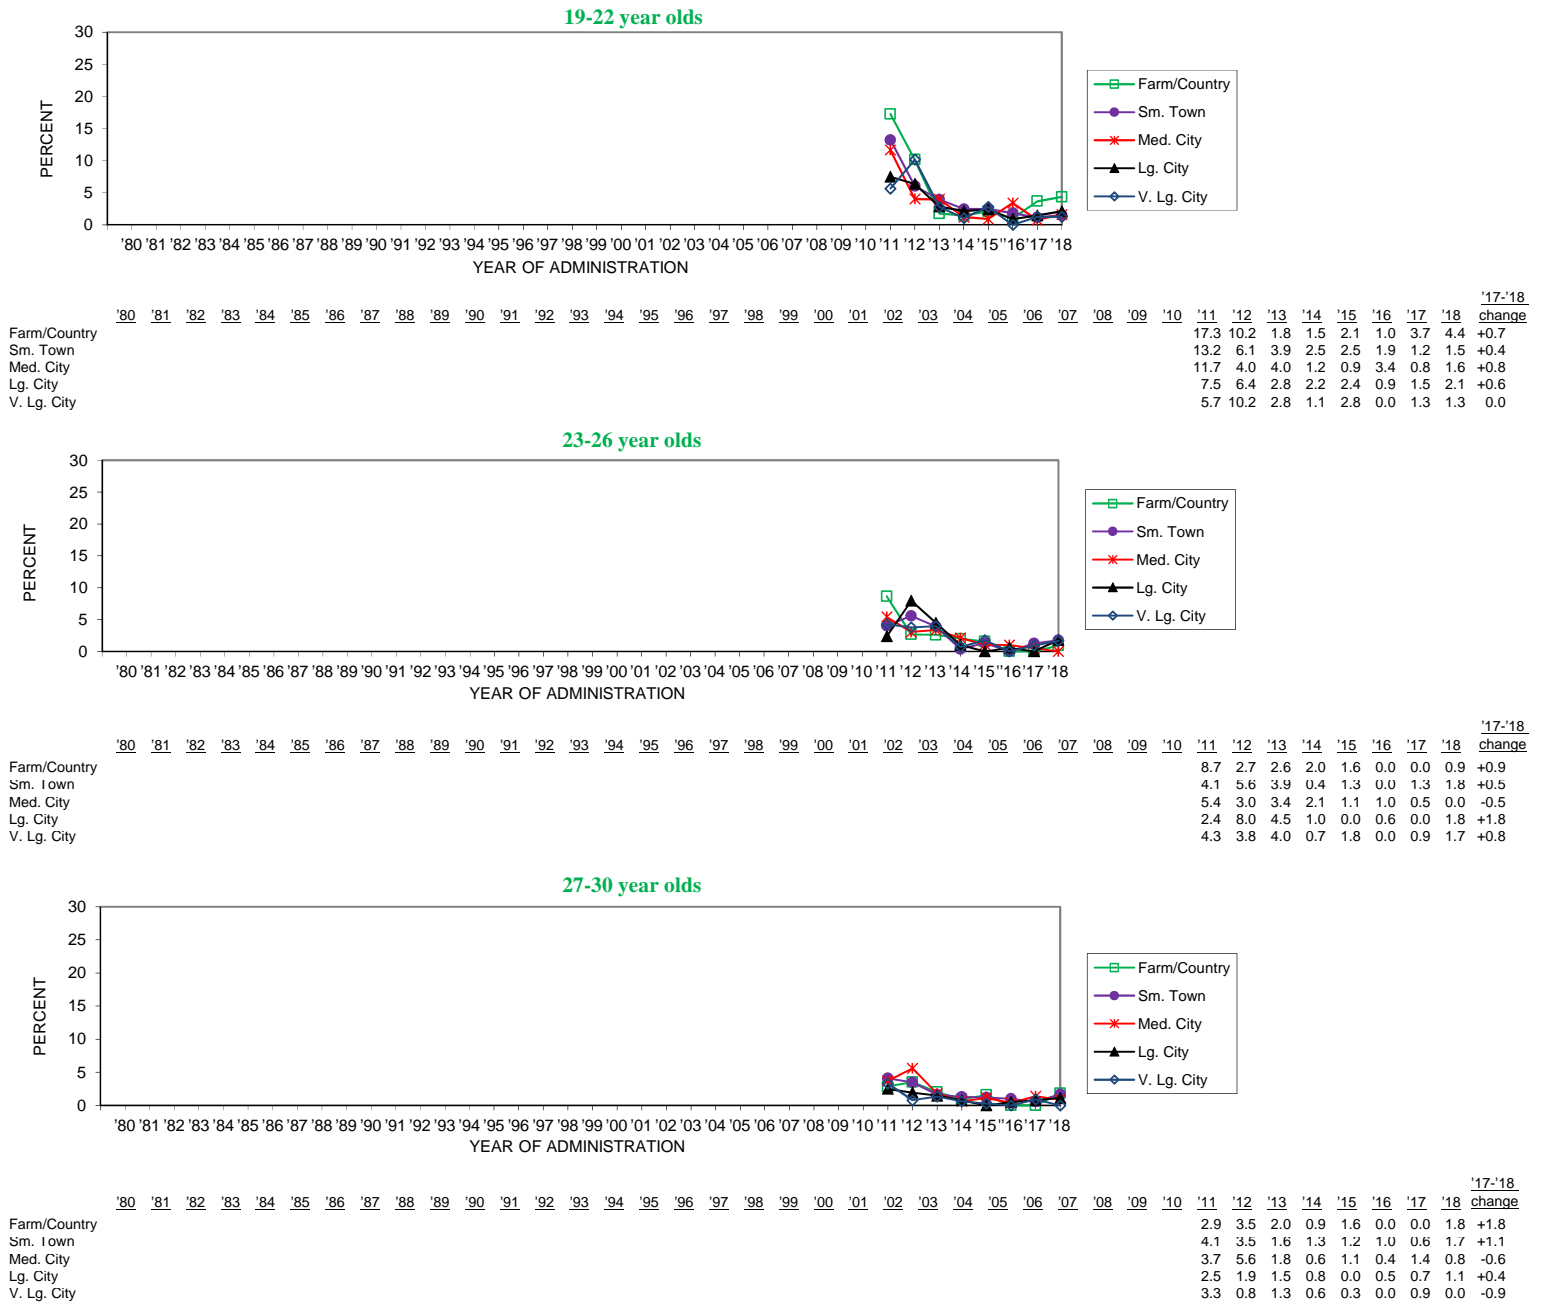 19-22 year olds
30
25
20
15
10
5
0
PERCENT
'80 '81 '82 '83 '84 '85 '86 '87 '88 '89 '90 '91 '92 '93 '94 '95 '96 '97 '98 '99 '00 '01 '02 '03 '04 '05 '06 '07 '08 '09 '10 '11 '12 '13 '14 '15 '16 '17 '18
YEAR OF ADMINISTRATION
Farm/Country
Sm. Town
Med. City
Lg. City
V. Lg. City
'17-'18
'80 '81 '82 '83 '84 '85 '86 '87 '88 '89 '90 '91 '92 '93 '94 '95 '96 '97 '98 '99 '00 '01 '02 '03 '04 '05 '06 '07 '08 '09 '10 '11 '12 '13 '14 '15 '16 '17 '18 change
Farm/Country 17.3 10.2 1.8 1.5 2.1 1.0 3.7 4.4 +0.7
Sm. Town 13.2 6.1 3.9 2.5 2.5 1.9 1.2 1.5 +0.4
Med. City 11.7 4.0 4.0 1.2 0.9 3.4 0.8 1.6 +0.8
Lg. City 7.5 6.4 2.8 2.2 2.4 0.9 1.5 2.1 +0.6
V. Lg. City 5.7 10.2 2.8 1.1 2.8 0.0 1.3 1.3 0.0
23-26 year olds
30
25
20
15
10
5
0
PERCENT
'80 '81 '82 '83 '84 '85 '86 '87 '88 '89 '90 '91 '92 '93 '94 '95 '96 '97 '98 '99 '00 '01 '02 '03 '04 '05 '06 '07 '08 '09 '10 '11 '12 '13 '14 '15 '16 '17 '18
YEAR OF ADMINISTRATION
Farm/Country
Sm. Town
Med. City
Lg. City
V. Lg. City
'17-'18
'80 '81 '82 '83 '84 '85 '86 '87 '88 '89 '90 '91 '92 '93 '94 '95 '96 '97 '98 '99 '00 '01 '02 '03 '04 '05 '06 '07 '08 '09 '10 '11 '12 '13 '14 '15 '16 '17 '18 change
Farm/Country 8.7 2.7 2.6 2.0 1.6 0.0 0.0 0.9 +0.9
Sm. Town 4.1 5.6 3.9 0.4 1.3 0.0 1.3 1.8 +0.5
Med. City 5.4 3.0 3.4 2.1 1.1 1.0 0.5 0.0 -0.5
Lg. City 2.4 8.0 4.5 1.0 0.0 0.6 0.0 1.8 +1.8
V. Lg. City 4.3 3.8 4.0 0.7 1.8 0.0 0.9 1.7 +0.8
27-30 year olds
30
25
20
15
10
5
0
PERCENT
'80 '81 '82 '83 '84 '85 '86 '87 '88 '89 '90 '91 '92 '93 '94 '95 '96 '97 '98 '99 '00 '01 '02 '03 '04 '05 '06 '07 '08 '09 '10 '11 '12 '13 '14 '15 '16 '17 '18
YEAR OF ADMINISTRATION
Farm/Country
Sm. Town
Med. City
Lg. City
V. Lg. City
'17-'18
'80 '81 '82 '83 '84 '85 '86 '87 '88 '89 '90 '91 '92 '93 '94 '95 '96 '97 '98 '99 '00 '01 '02 '03 '04 '05 '06 '07 '08 '09 '10 '11 '12 '13 '14 '15 '16 '17 '18 change
Farm/Country 2.9 3.5 2.0 0.9 1.6 0.0 0.0 1.8 +1.8
Sm. Town 4.1 3.5 1.6 1.3 1.2 1.0 0.6 1.7 +1.1
Med. City 3.7 5.6 1.8 0.6 1.1 0.4 1.4 0.8 -0.6
Lg. City 2.5 1.9 1.5 0.8 0.0 0.5 0.7 1.1 +0.4
V. Lg. City 3.3 0.8 1.3 0.6 0.3 0.0 0.9 0.0 -0.9